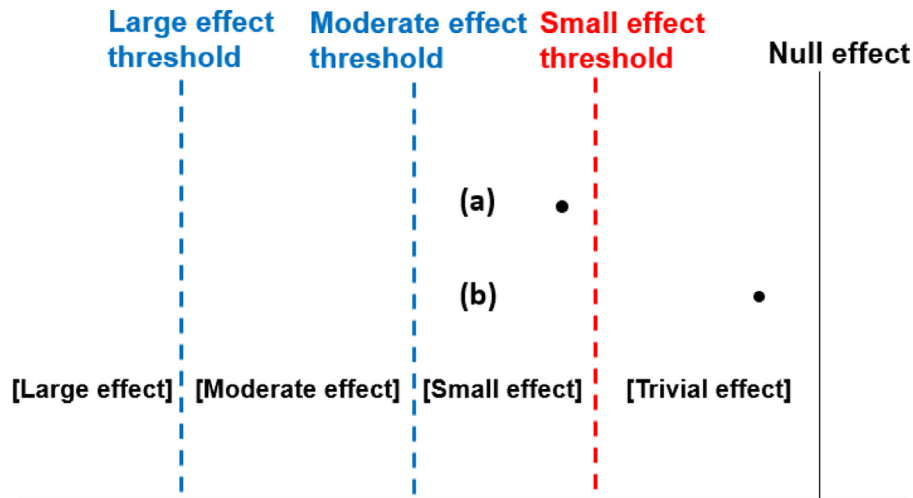 Large effect
threshold
Moderate effect
threshold
Small effect
threshold
Null effect
(a)
(b)
[Large effect]
[Moderate effect]
[Small effect]
[Trivial effect]